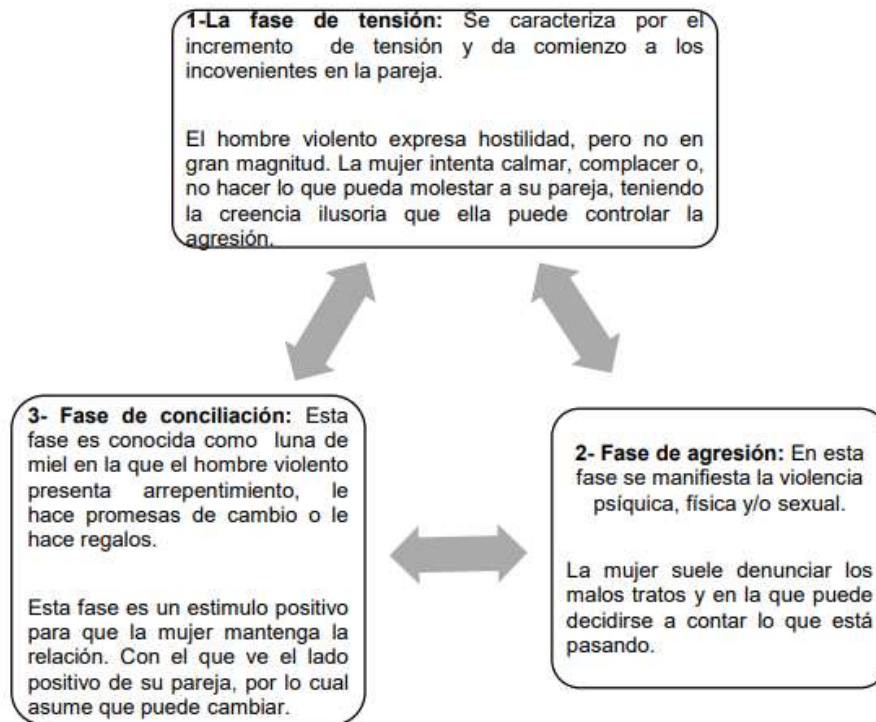 1-La fase de tensión: Se caracteriza por el
incremento de tensión y da comienzo a los
incovenientes en la pareja.
El hombre violento expresa hostilidad, pero no en
gran magnitud. La mujer intenta calmar, complacer o,
no hacer lo que pueda molestar a su pareja, teniendo
la creencia ilusoria que ella puede controlar la
agresión.
2- Fase de agresión: En esta
fase se manifiesta la violencia
psíquica, física y/o sexual.
La mujer suele denunciar los
malos tratos y en la que puede
decidirse a contar lo que está
pasando.
3- Fase de conciliación: Esta
fase es conocida como luna de
miel en la que el hombre violento
presenta arrepentimiento, le
hace promesas de cambio o le
hace regalos.
Esta fase es un estimulo positivo
para que la mujer mantenga la
relación. Con el que ve el lado
positivo de su pareja, por lo cual
asume que puede cambiar.